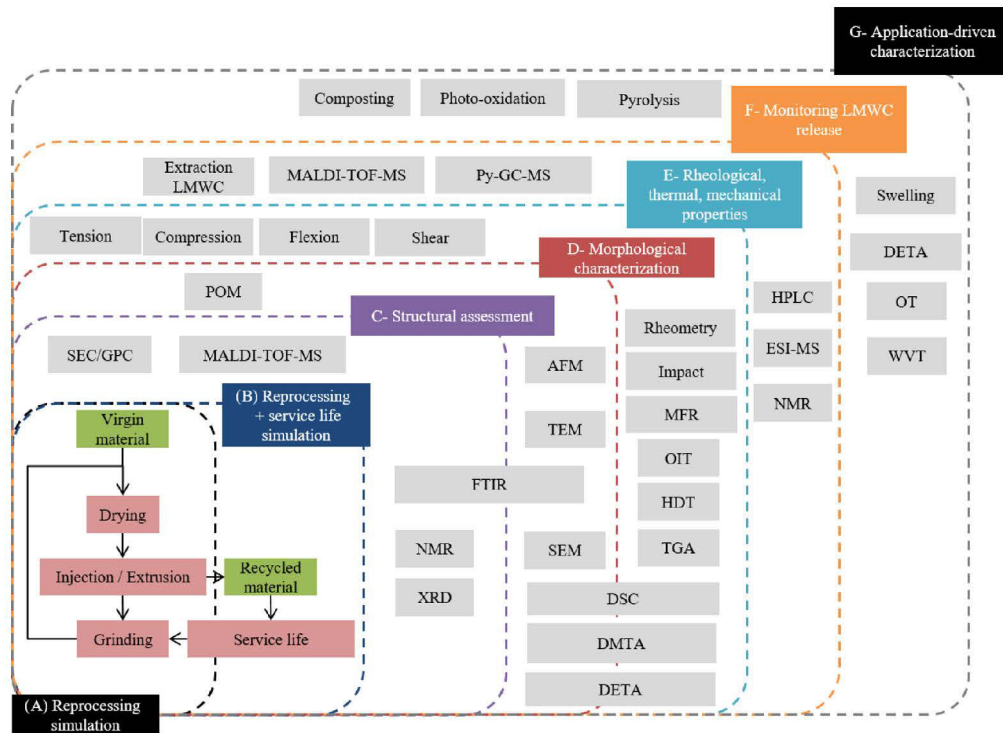 G- Application-driven
characterization
Composting
Photo-oxidation
Pyrolysis
F- Monitoring LMWC
release
Extraction
LMWC
MALDI-TOF-MS
Py-GC-MS
E- Rheological,
thermal, mechanical
properties
Swelling
Tension
Compression
Flexion
Shear
D- Morphological
characterization
DETA
POM
HPLC
OT
C- Structural assessment
Rheometry
SEC/GPC
MALDI-TOF-MS
AFM
ESI-MS
WVT
Impact
(B) Reprocessing
+ service life
simulation
NMR
Virgin
material
MFR
TEM
OIT
FTIR
HDT
Drying
NMR
SEM
TGA
Injection / Extrusion
Recycled
material
XRD
DSC
Grinding
Service life
DMTA
DETA
(A) Reprocessing
simulation